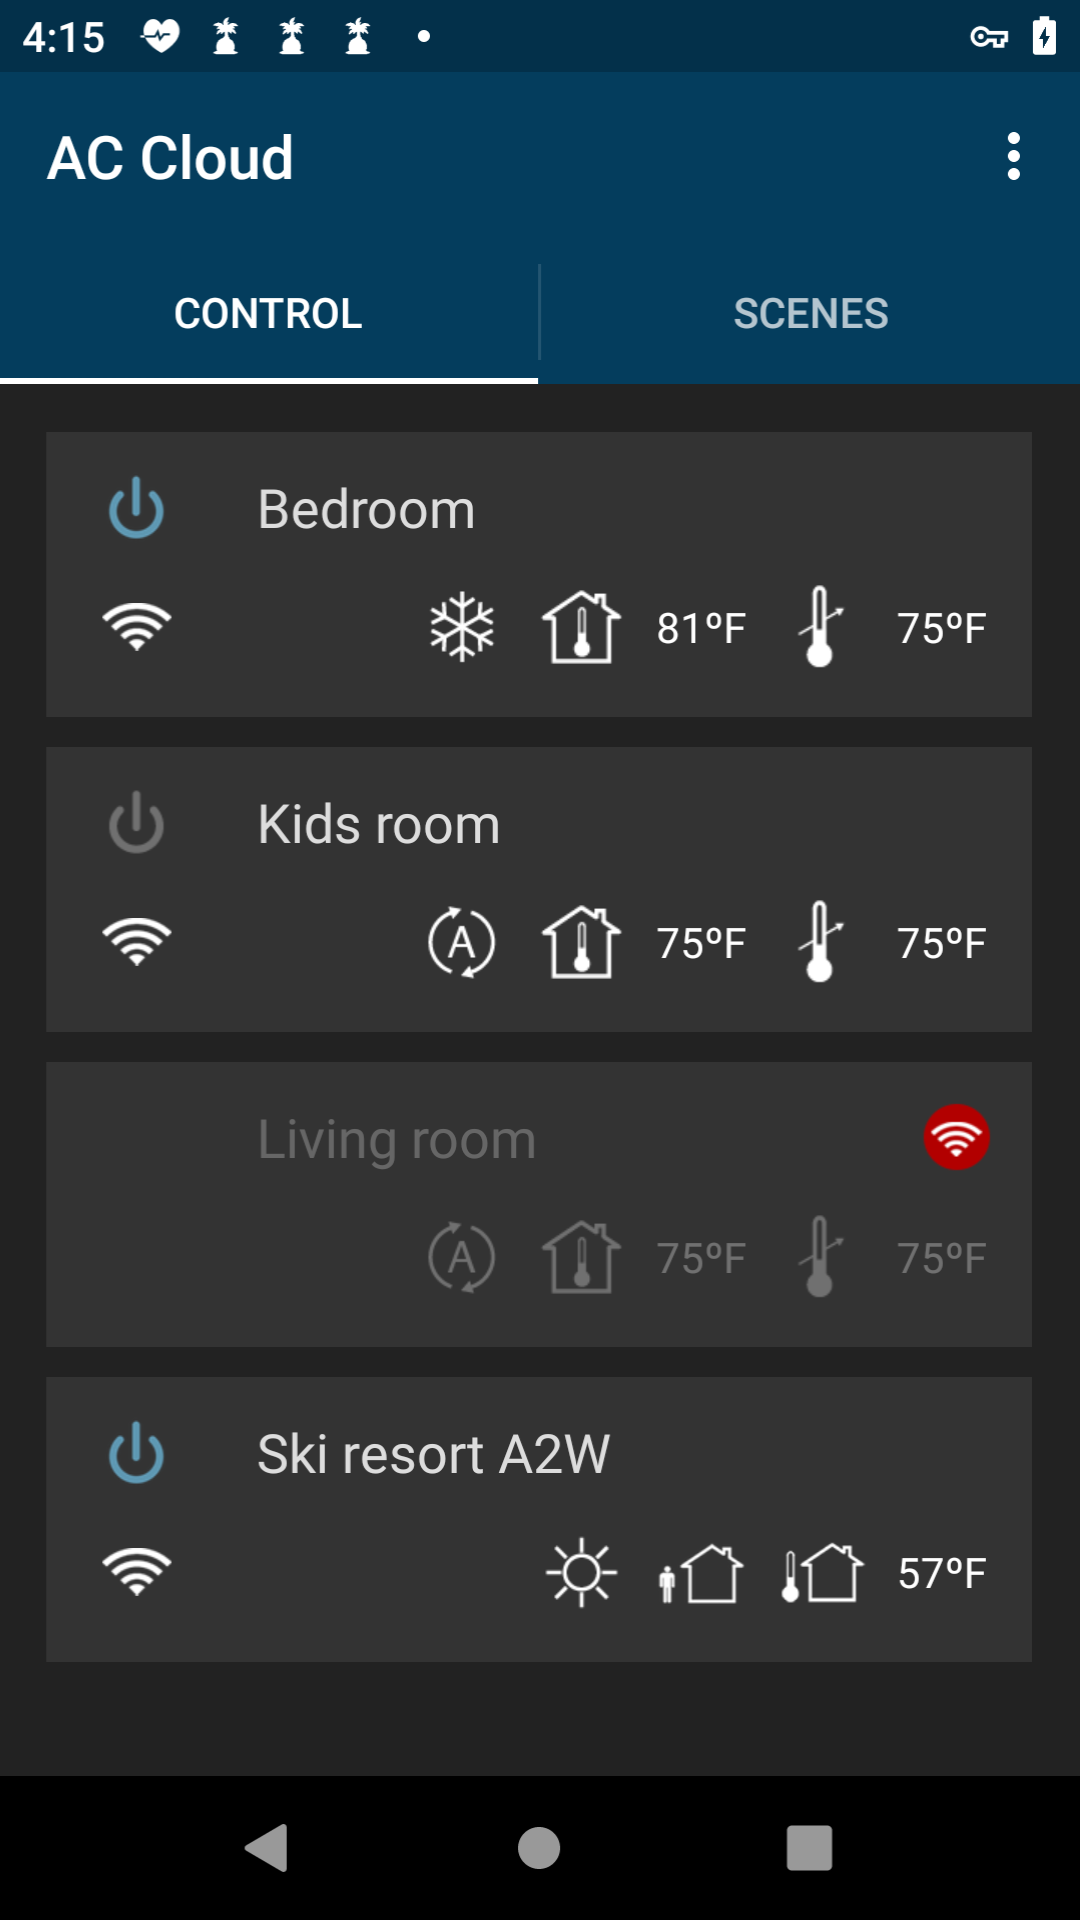 4:15
AC Cloud
CONTROL
SCENES
Bedroom
81ºF
75ºF
Kids room
A
75ºF
75ºF
Living room
A
75ºF
75ºF
Ski resort A2W
57ºF